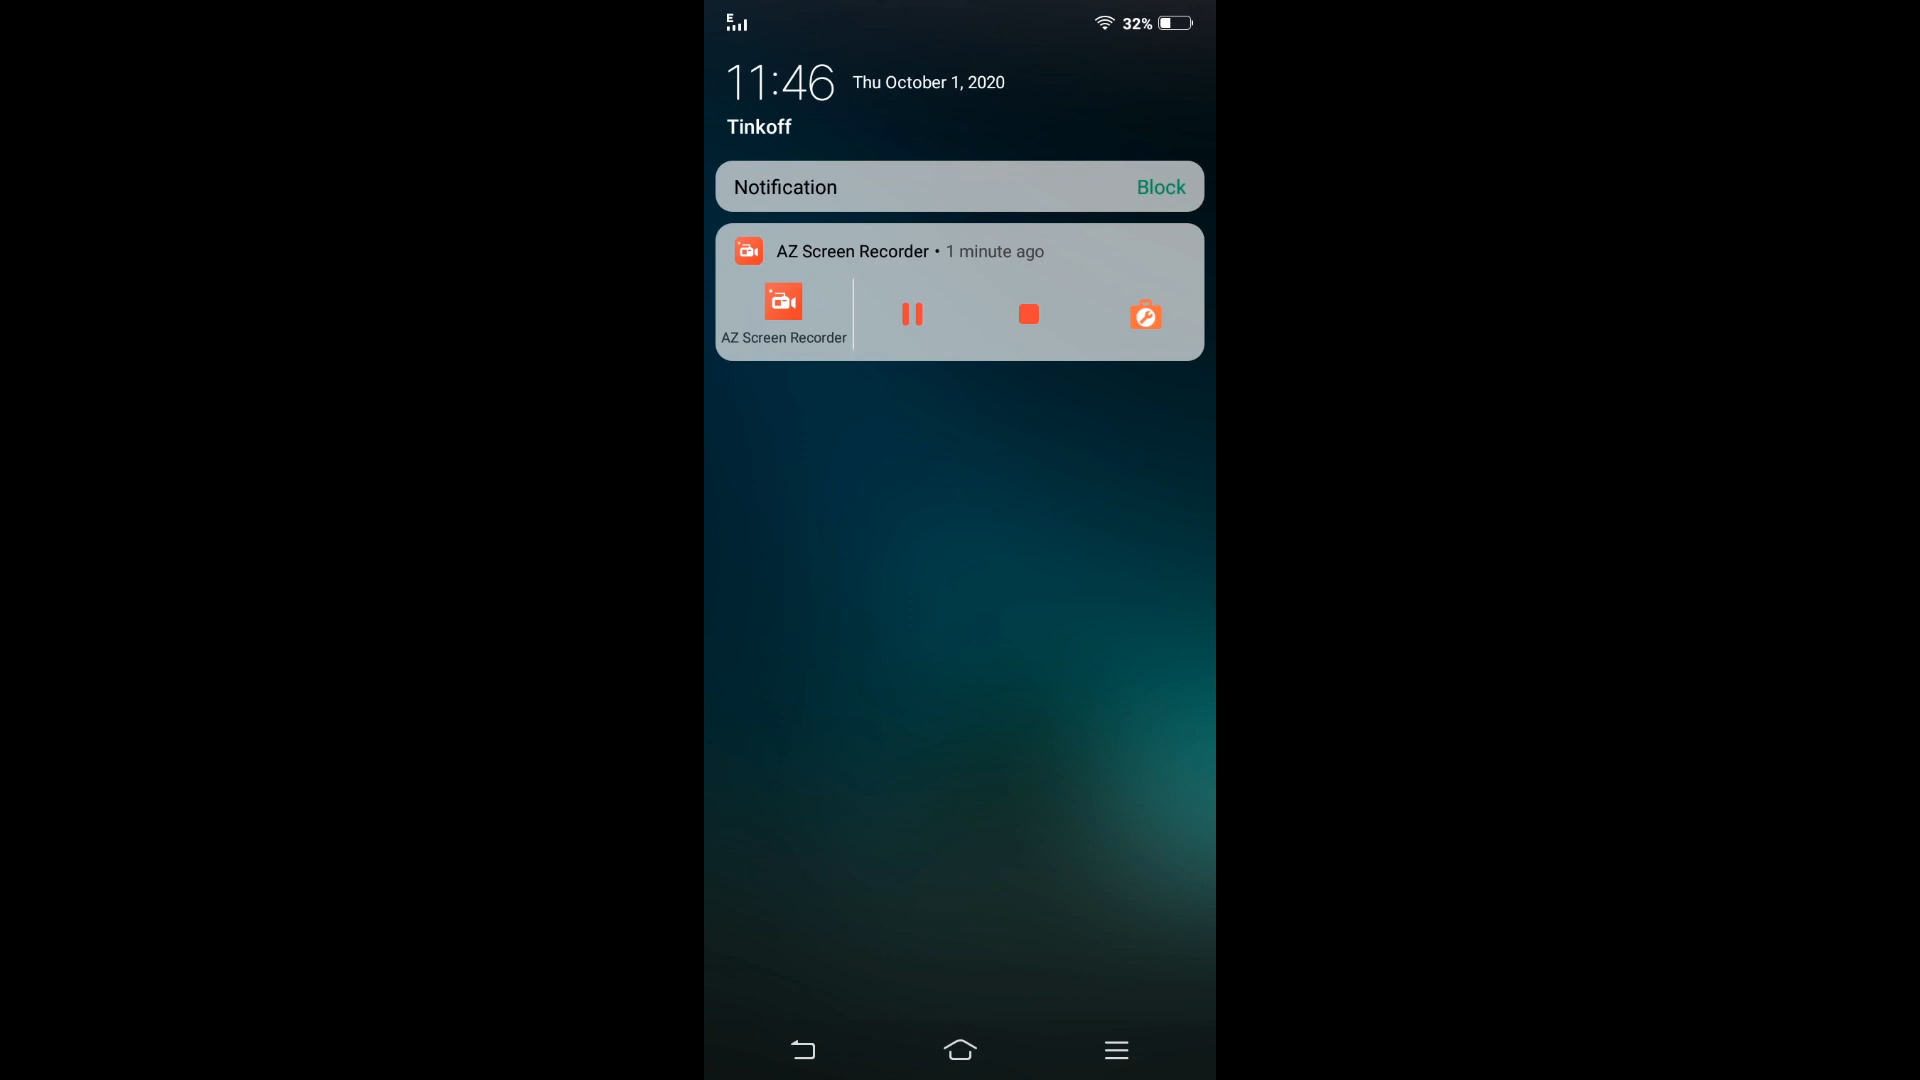 E
32%
11:46 Thu October 1, 2020
Tinkoff
Notification Block
AZ Screen Recorder • 1 minute ago
AZ Screen Recorder